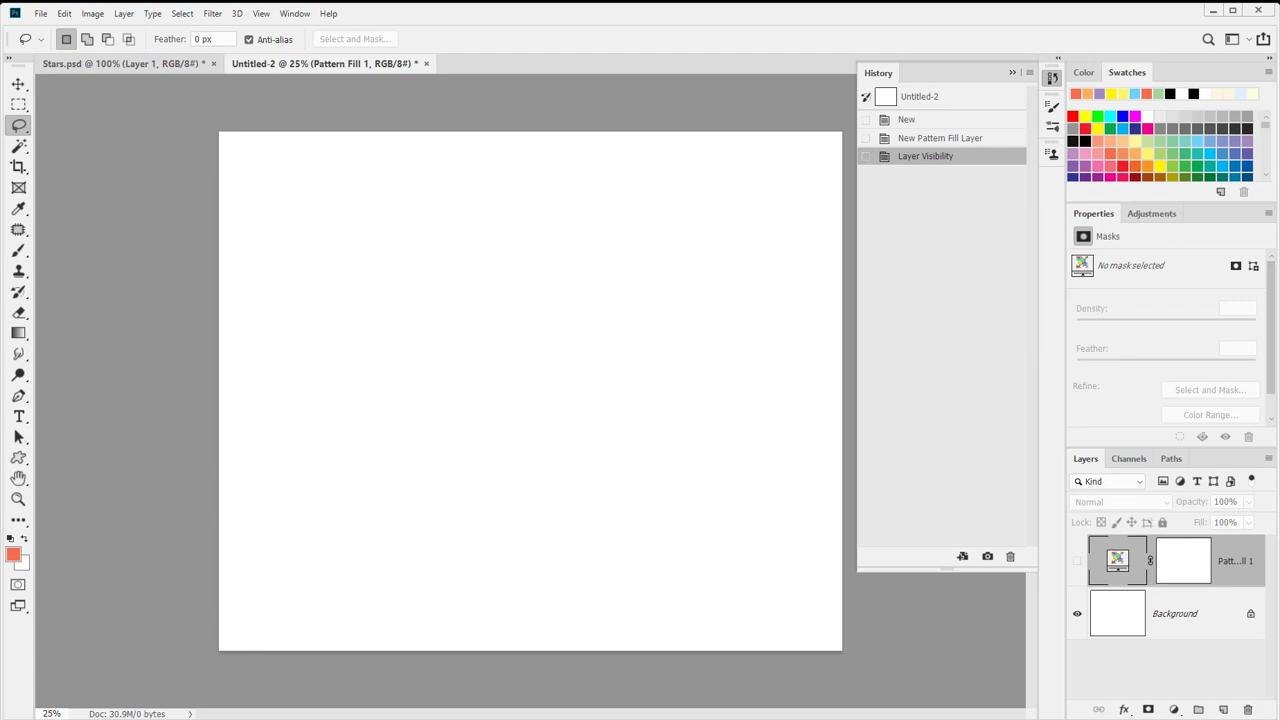 Ps File Edit Image Layer Type Select Filter 3D View Window Help
Feather: 0 px Anti-alias Select and Mask...
Stars.psd @ 100% (Layer 1, RGB/8#) * × Untitled-2 @ 25% (Pattern Fill 1, RGB/8#) * ×
History
Untitled-2
New
New Pattern Fill Layer
Layer Visibility
Color Swatches
Properties Adjustments
Masks
No mask selected
Density:
Feather:
Refine: Select and Mask...
Color Range...
Layers Channels Paths
Kind
Normal Opacity: 100%
Lock: Fill: 100%
Patt...ll 1
Background
fx
25% Doc: 30.9M/0 bytes